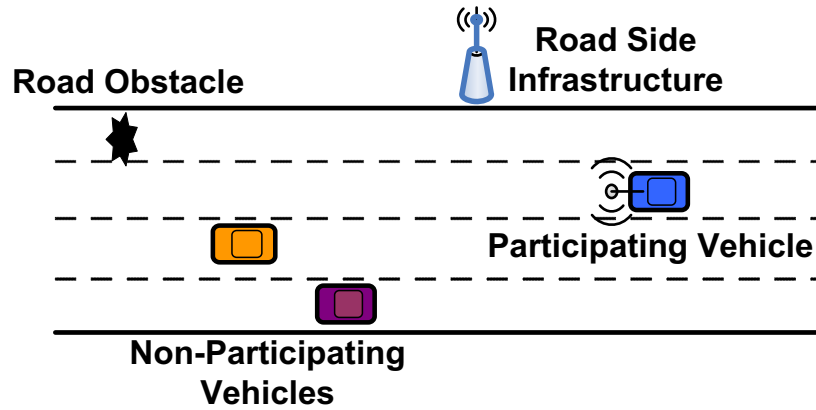 Road Side
Infrastructure
Road Obstacle
Participating Vehicle
Non-Participating
Vehicles